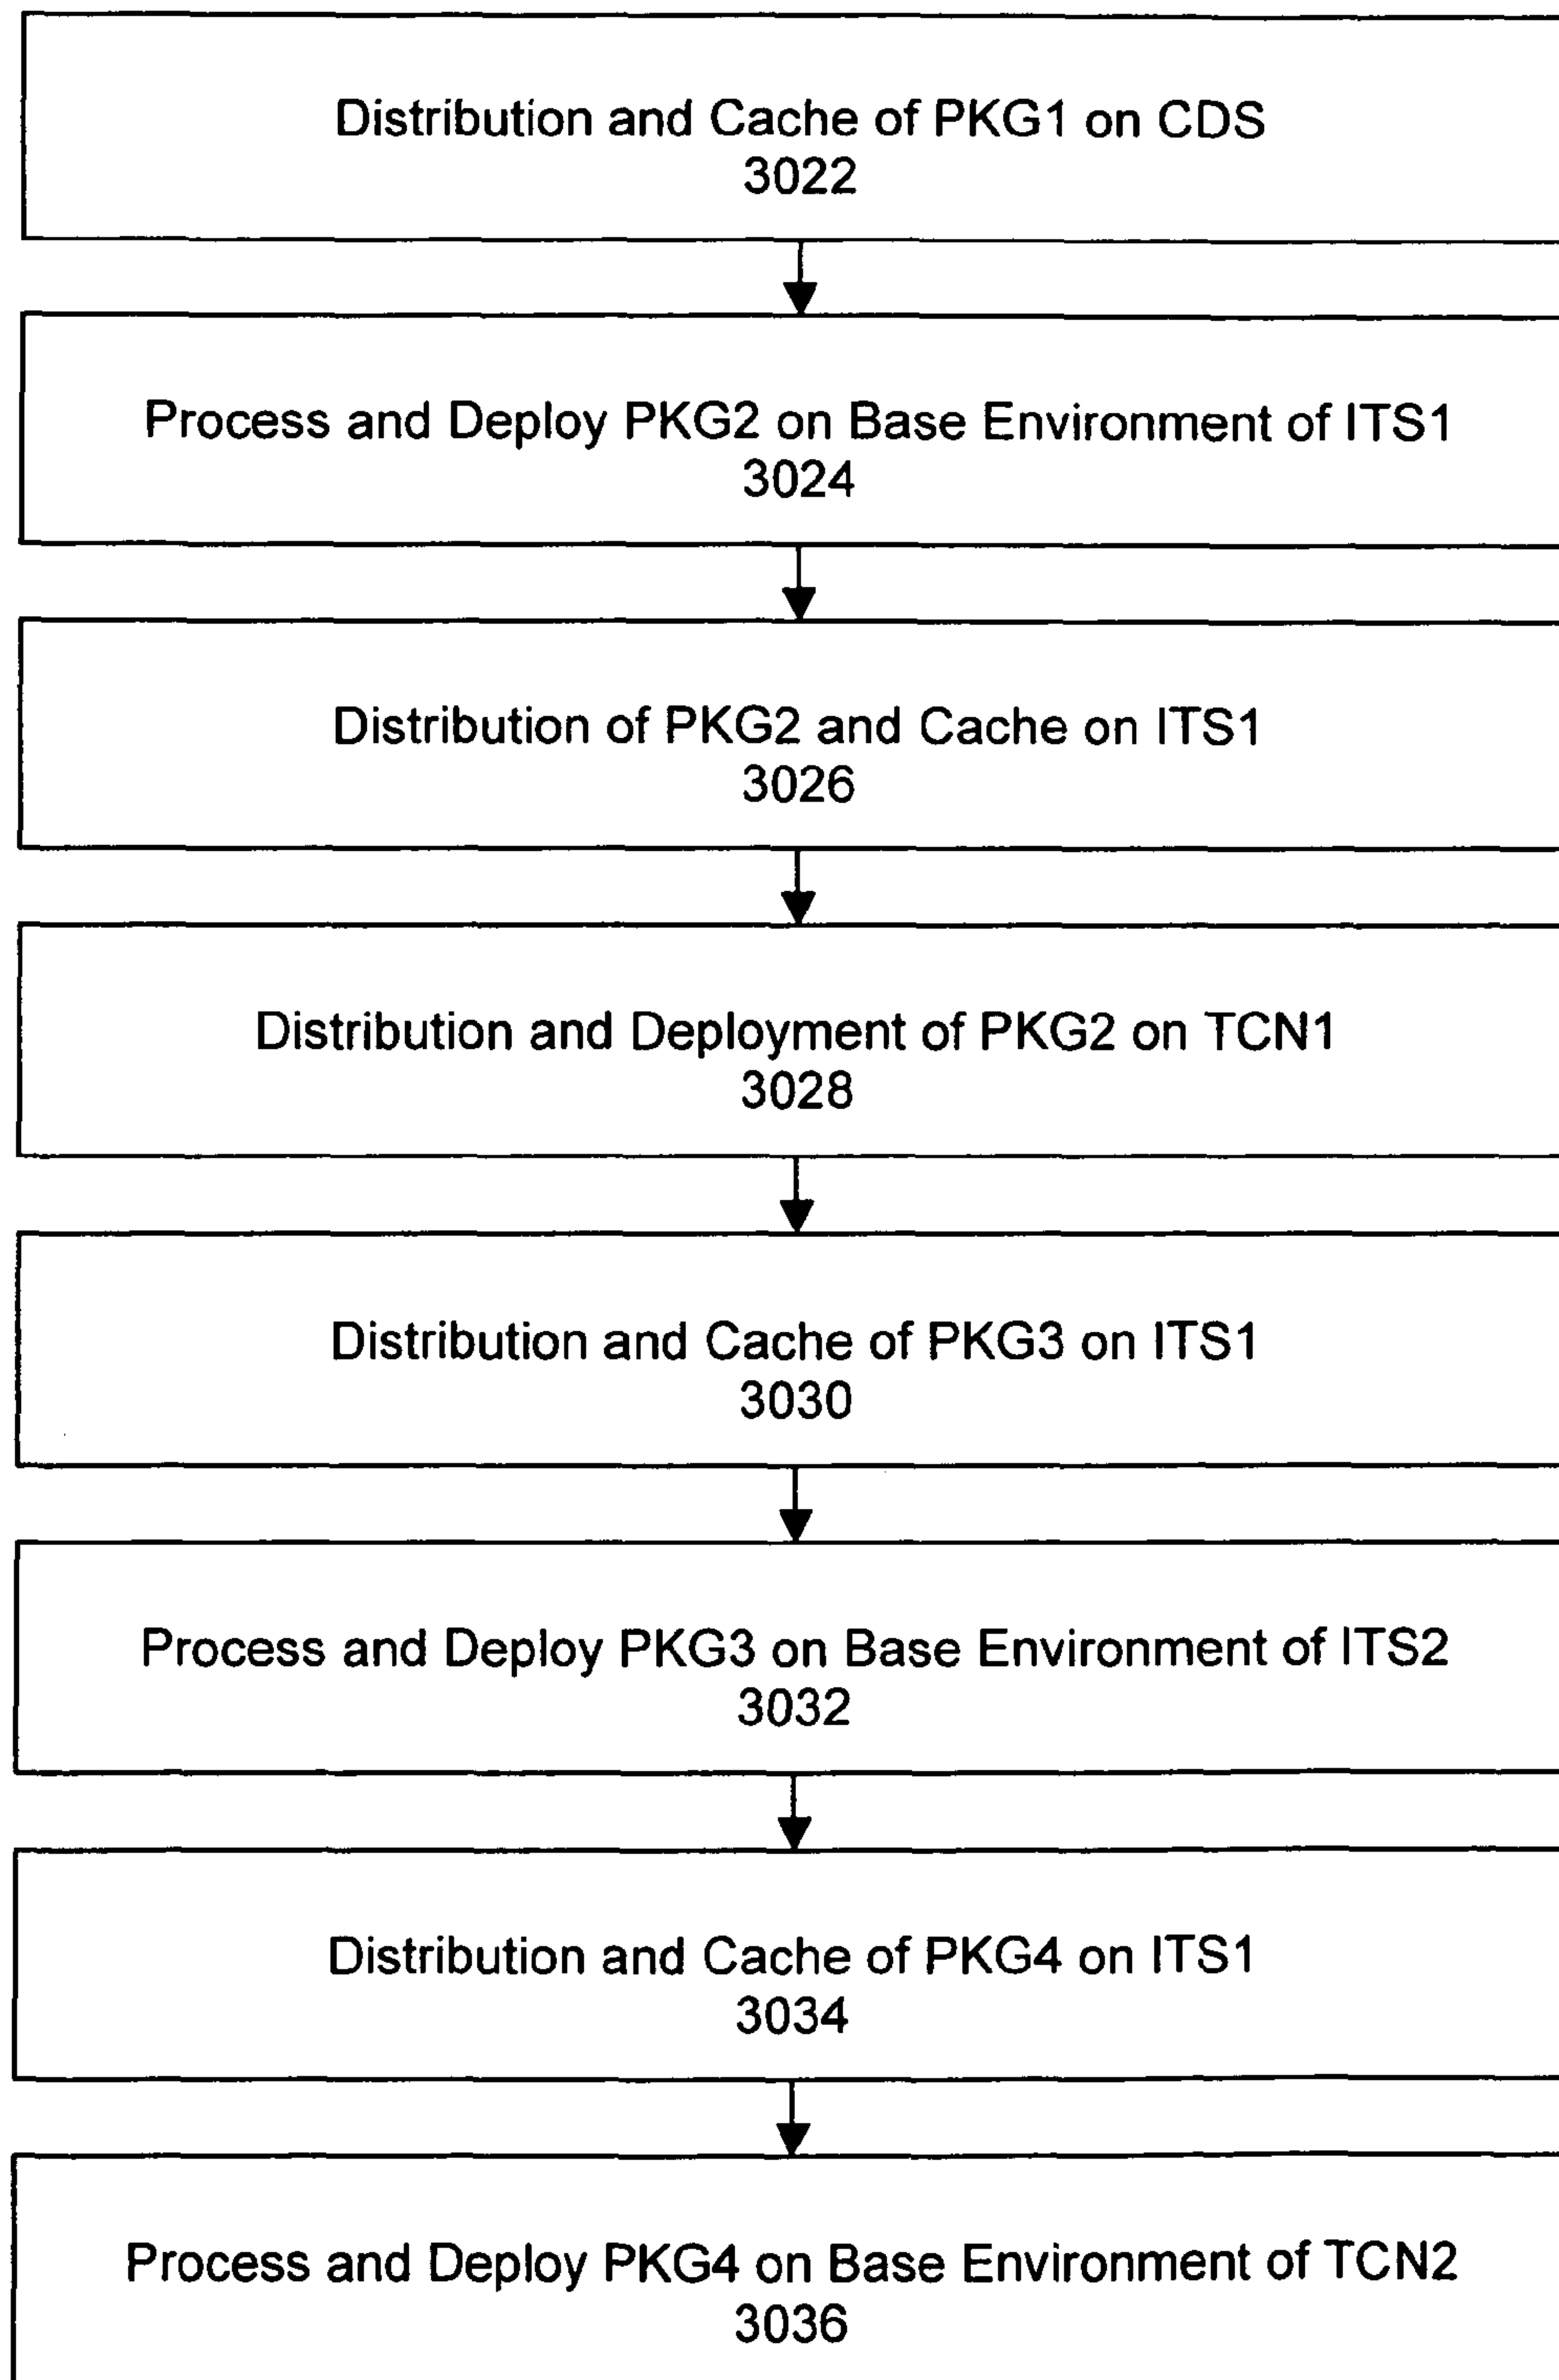 Distribution and Cache of PKG1 on CDS
3022
Process and Deploy PKG2 on Base Environment of ITS1
3024
Distribution of PKG2 and Cache on ITS1
3026
Distribution and Deployment of PKG2 on TCN1
3028
Distribution and Cache of PKG3 on ITS1
3030
Process and Deploy PKG3 on Base Environment of ITS2
3032
Distribution and Cache of PKG4 on ITS1
3034
Process and Deploy PKG4 on Base Environment of TCN2
3036